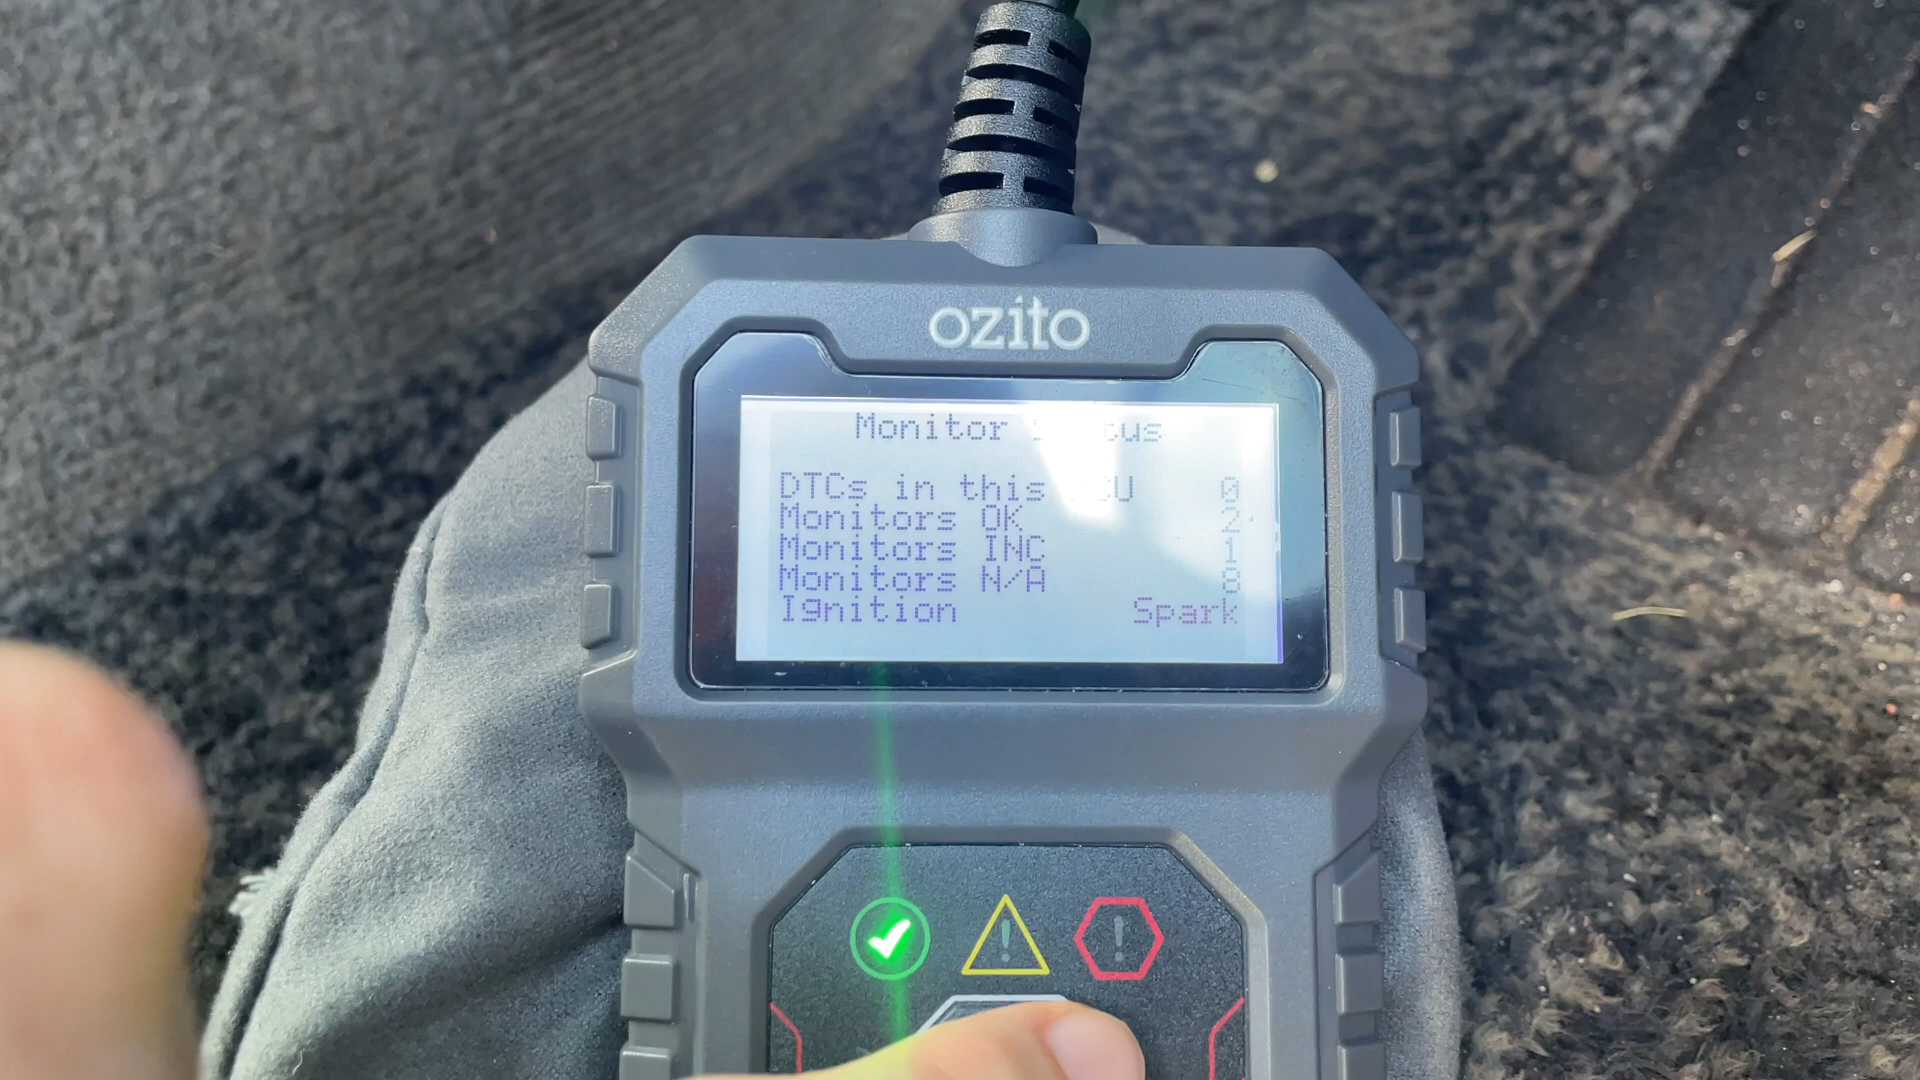 ozito
Monitor
DTCs in this 0
Monitors OK 2
Monitors INC 1
Monitors N/A 8
Ignition Spark